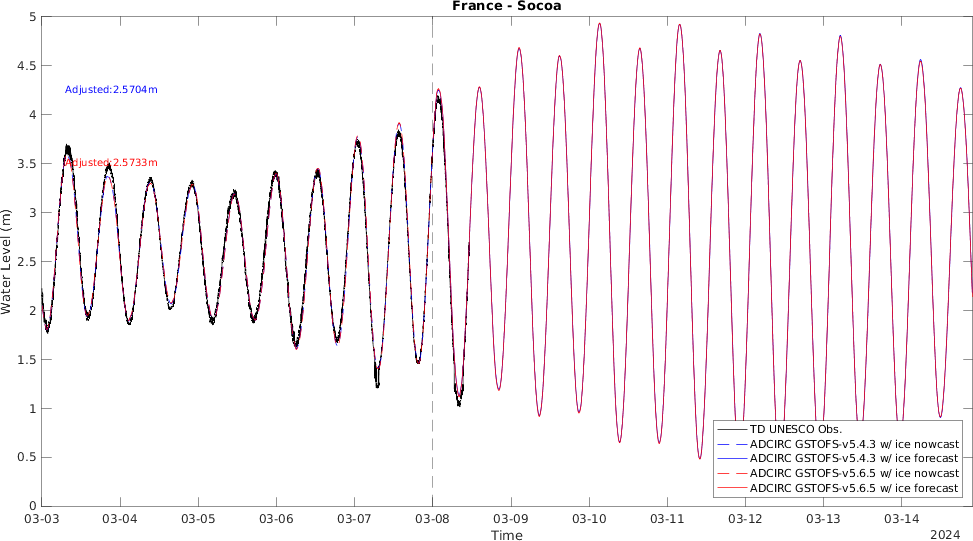 France - Socoa
5
4.5
4
3.5
3
2.5
2
1.5
1
0.5
0
Water Level (m)
Adjusted:2.5704m
Adjusted:2.5733m
TD UNESCO Obs.
ADCIRC GSTOFS-v5.4.3 w/ ice nowcast
ADCIRC GSTOFS-v5.4.3 w/ ice forecast
ADCIRC GSTOFS-v5.6.5 w/ ice nowcast
ADCIRC GSTOFS-v5.6.5 w/ ice forecast
03-03 03-04 03-05 03-06 03-07 03-08 03-09 03-10 03-11 03-12 03-13 03-14
Time
2024